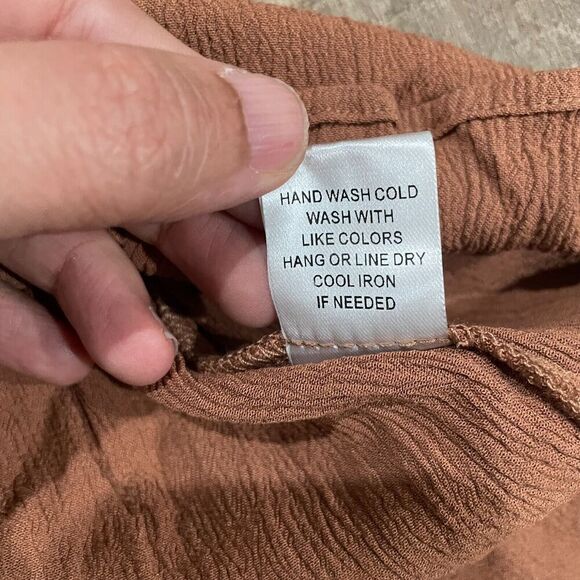 HAND WASH COLD
WASH WITH
LIKE COLORS
HANG OR LINE DRY
COOL IRON
IF NEEDED